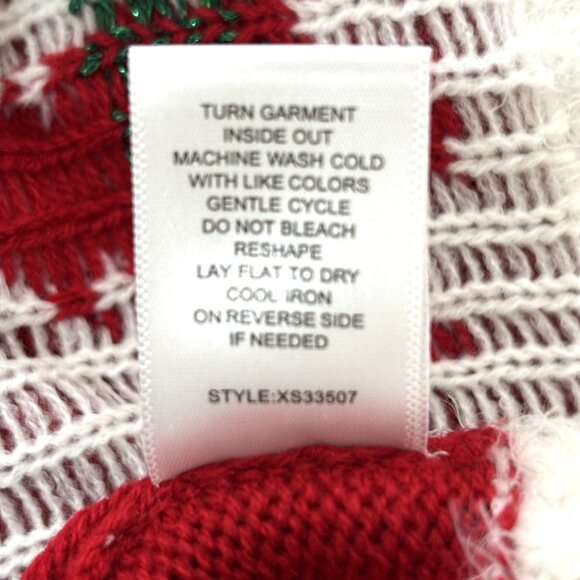 TURN GARMENT
INSIDE OUT
MACHINE WASH COLD
WITH LIKE COLORS
GENTLE CYCLE
DO NOT BLEACH
RESHAPE
LAY FLAT TO DRY
COOL IRON
ON REVERSE SIDE
IF NEEDED
STYLE:XS33507